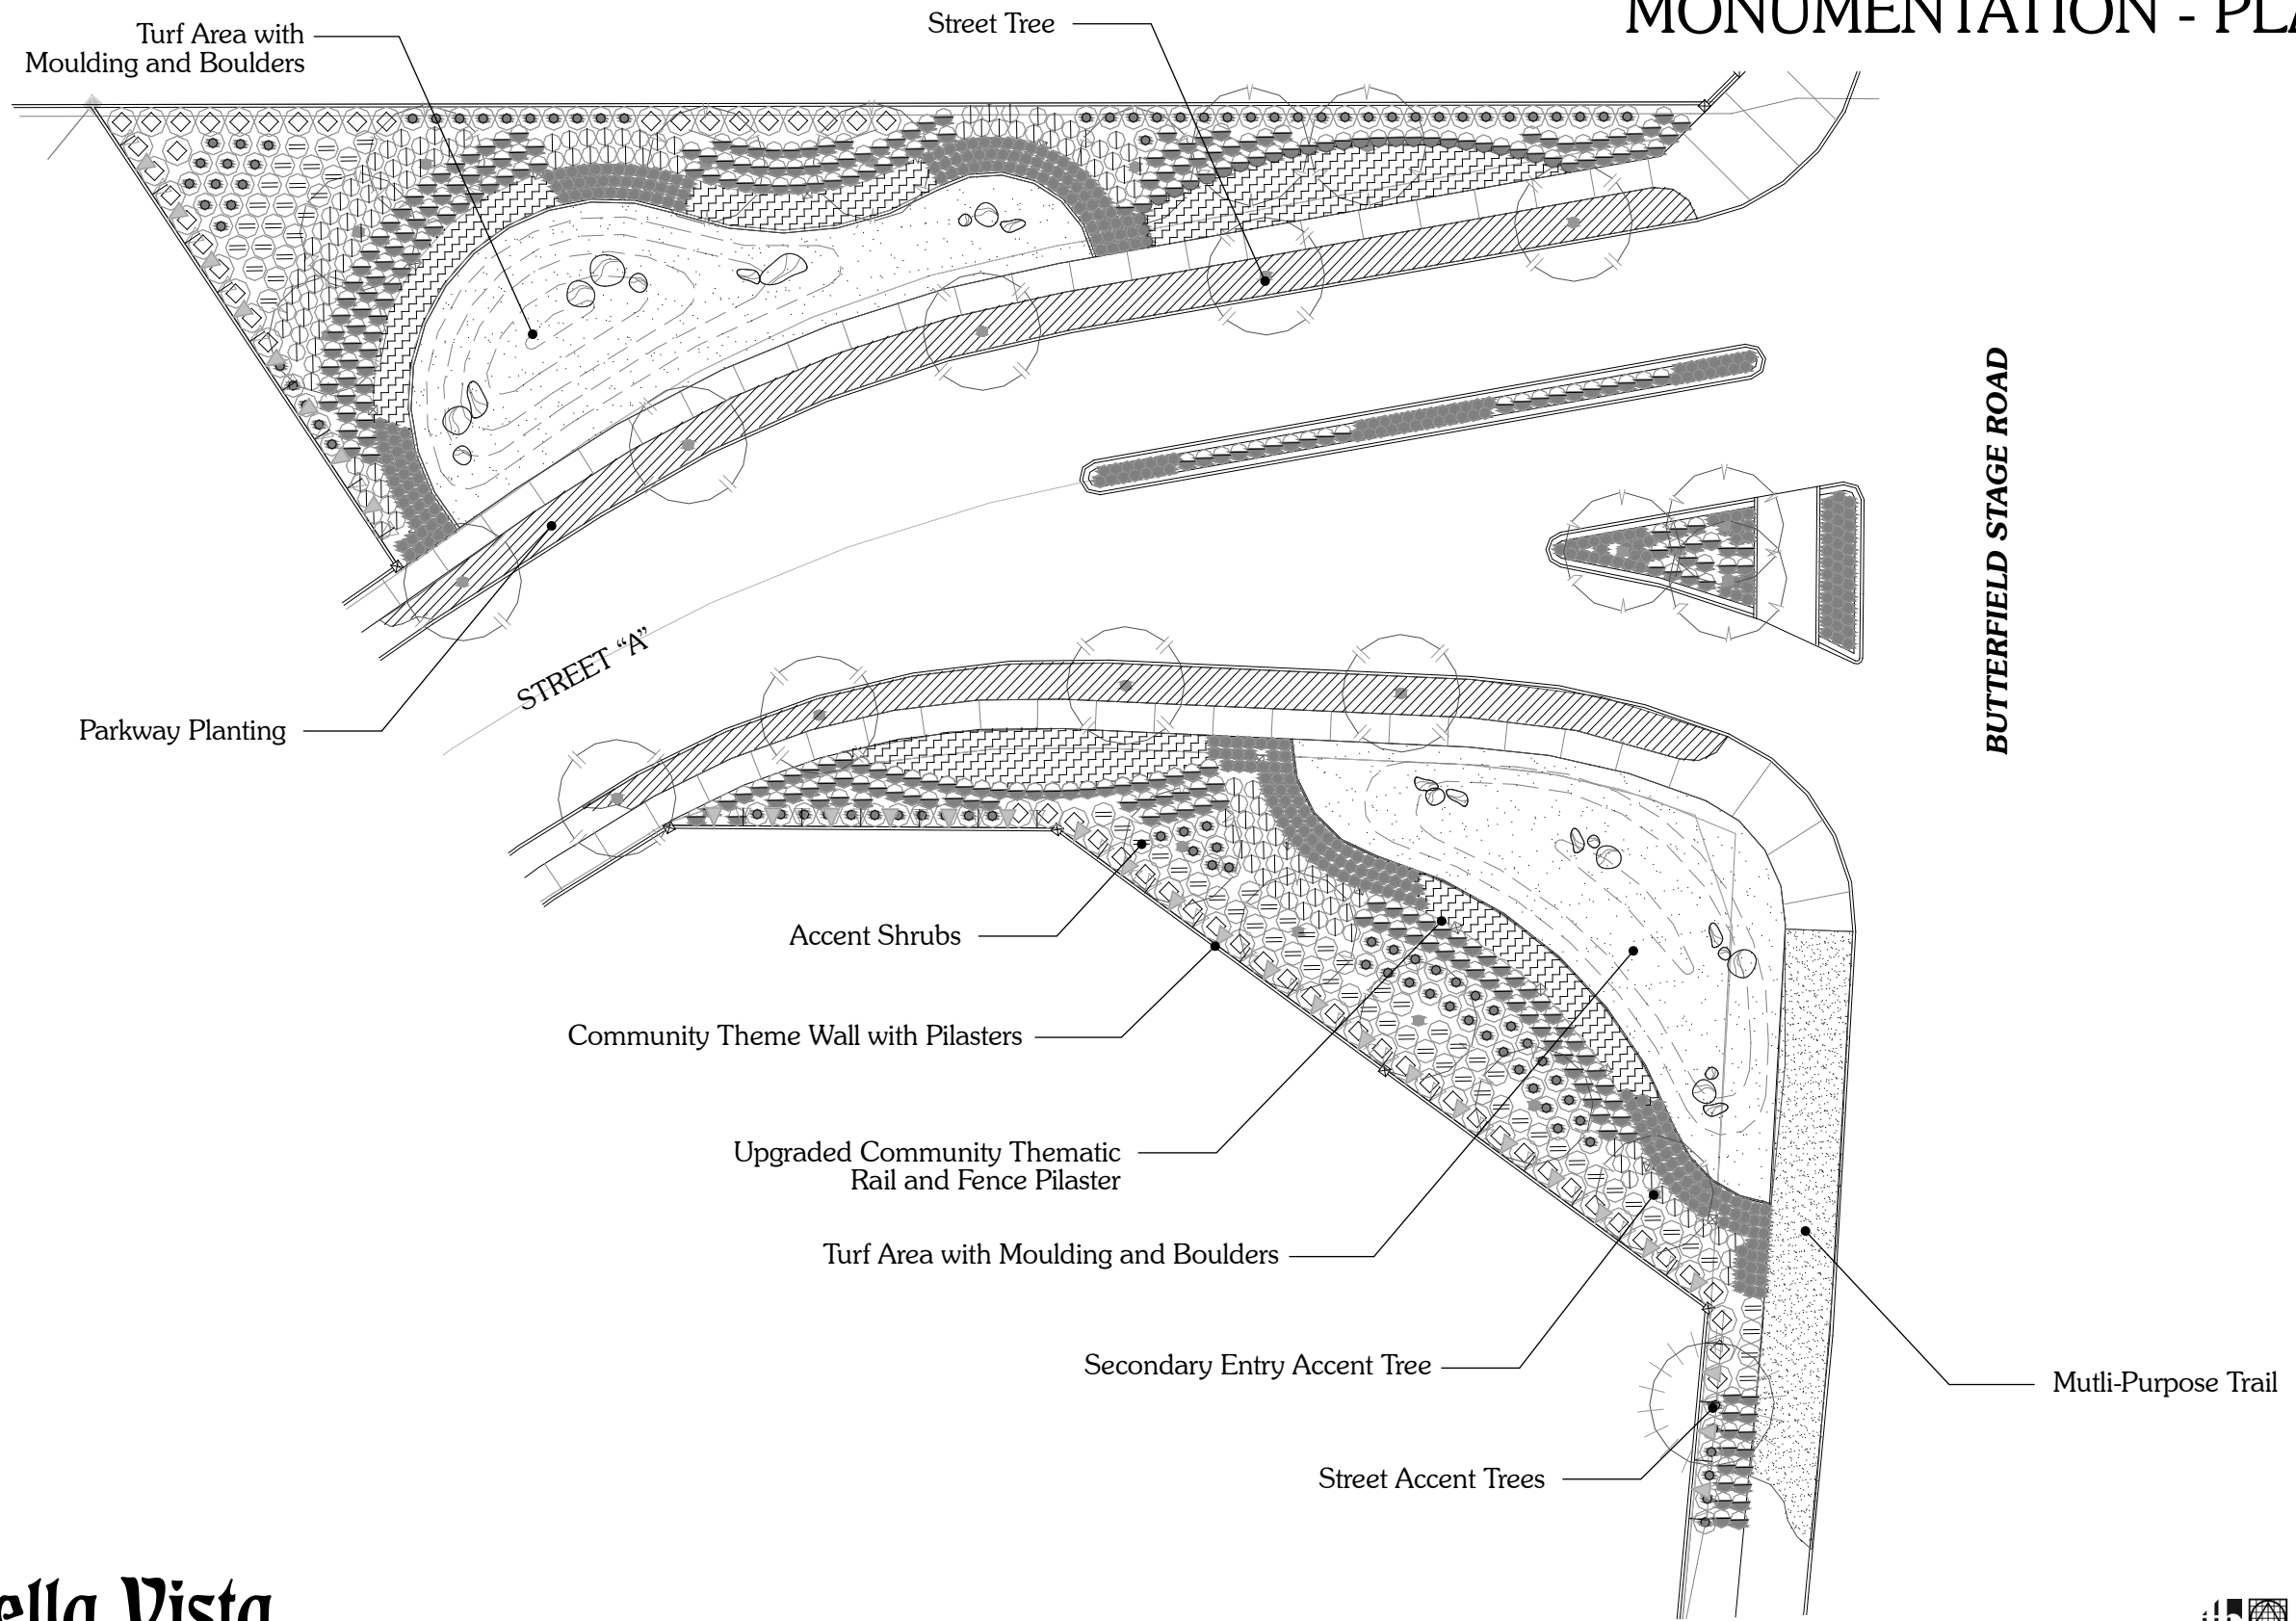 MONUMENTATION - PLA
Turf Area with
Moulding and Boulders
Street Tree
BUTTERFIELD STAGE ROAD
STREET “A”
Parkway Planting
Accent Shrubs
Community Theme Wall with Pilasters
Upgraded Community Thematic
Rail and Fence Pilaster
Turf Area with Moulding and Boulders
Secondary Entry Accent Tree
Mutli-Purpose Trail
Street Accent Trees
ella Vista